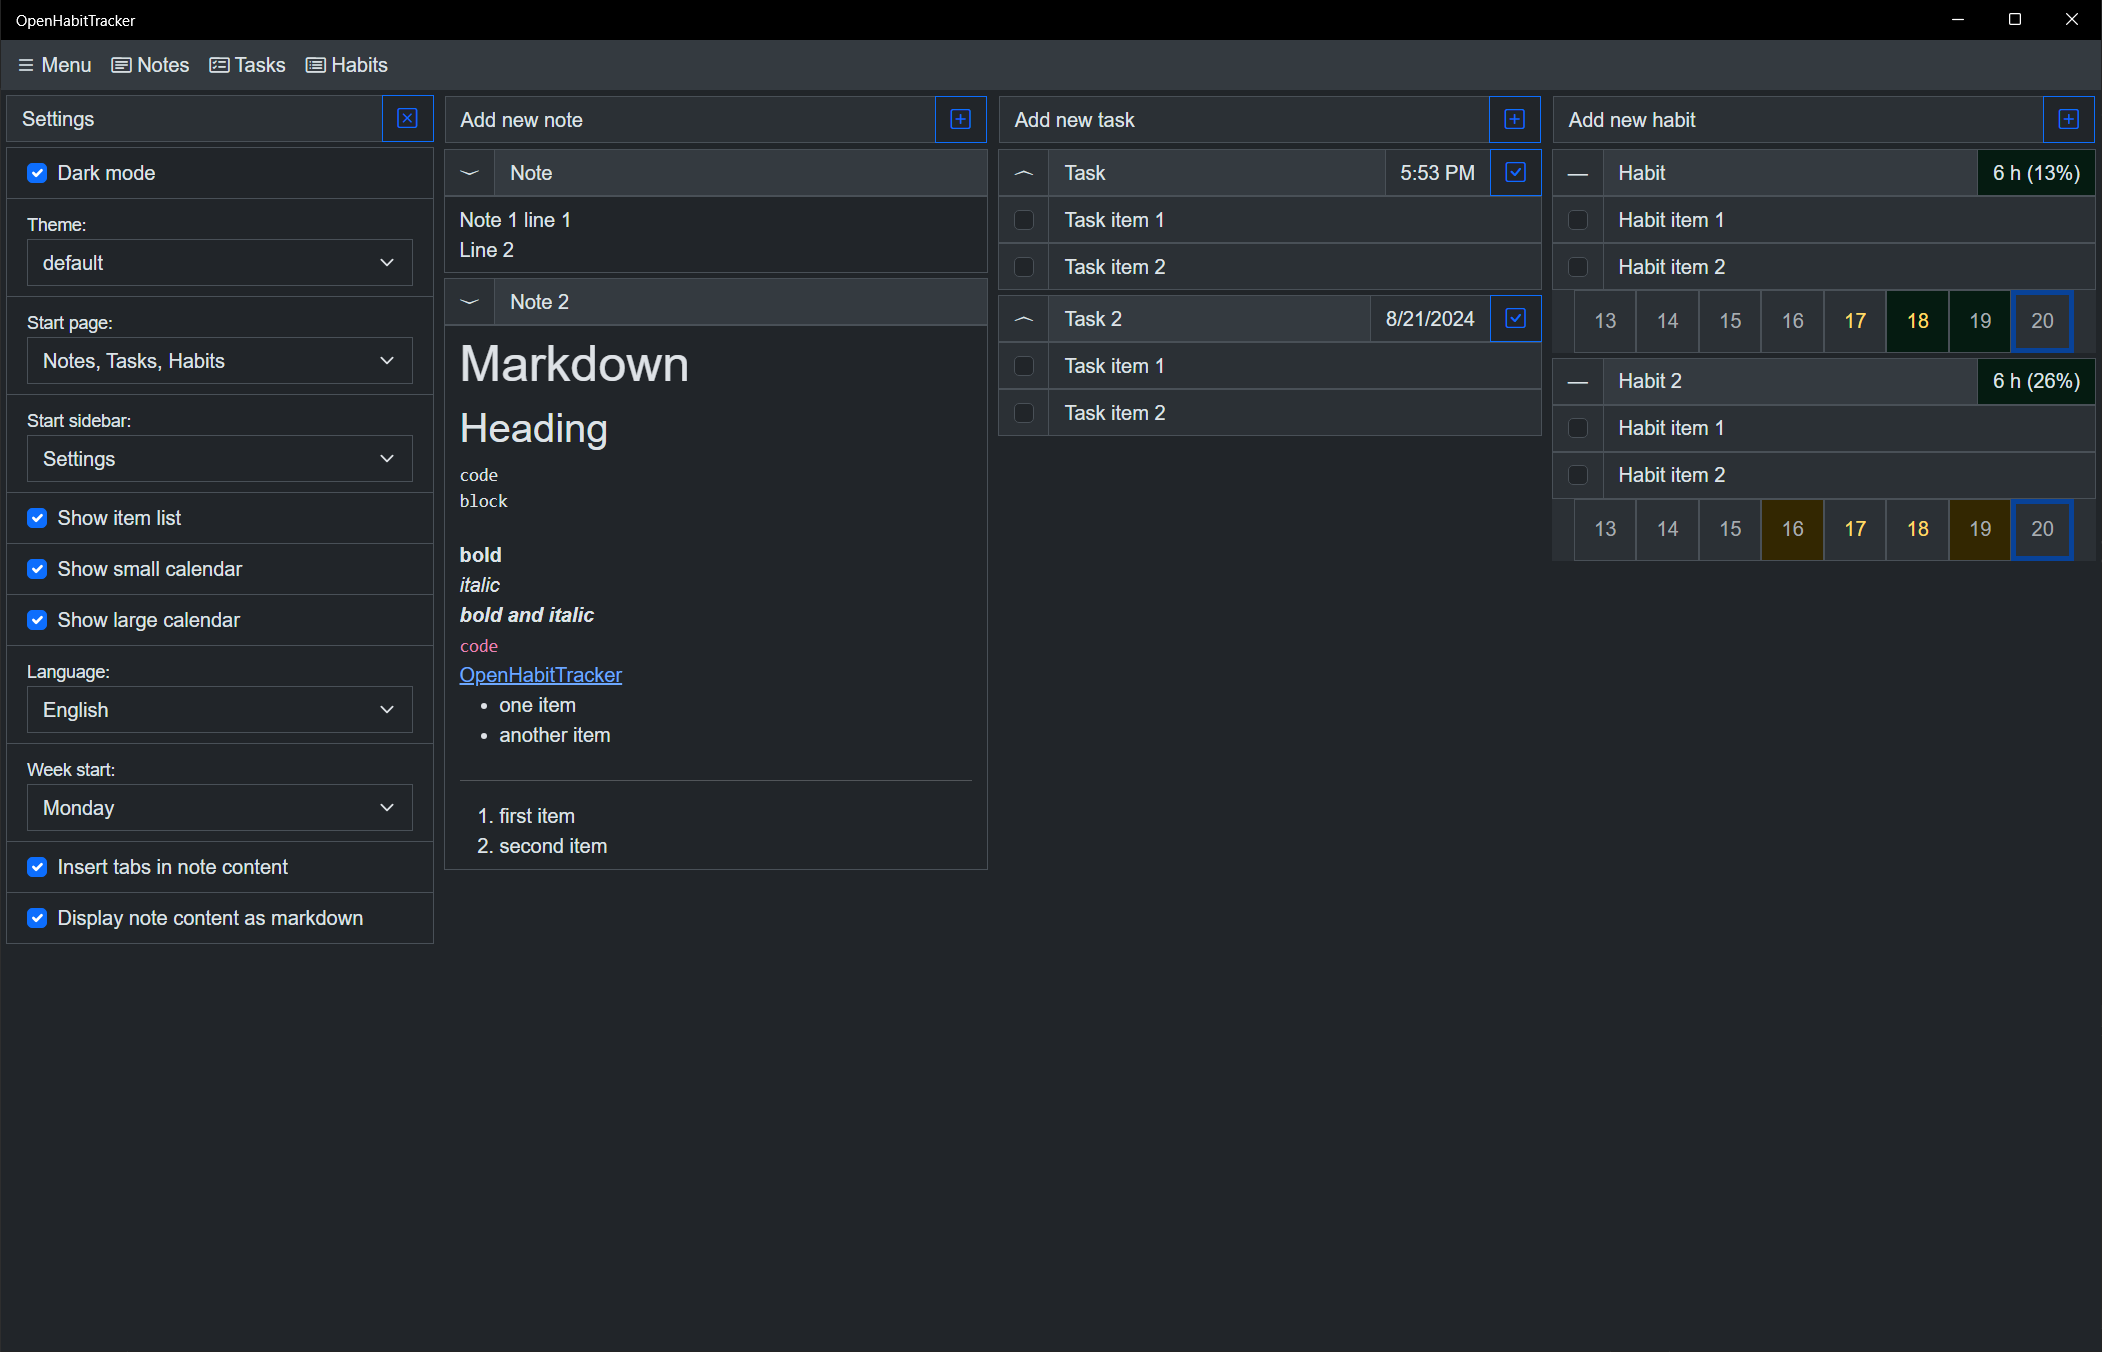 OpenHabitTracker
Menu Notes Tasks Habits
Settings
Dark mode
Theme:
default
Start page:
Notes, Tasks, Habits
Start sidebar:
Settings
Show item list
Show small calendar
Show large calendar
Language:
English
Week start:
Monday
Insert tabs in note content
Display note content as markdown
Add new note
Note
Note 1 line 1
Line 2
Note 2
Markdown
Heading
code
block
bold
italic
bold and italic
code
OpenHabitTracker
• one item
• another item
1. first item
2. second item
Add new task
Task 5:53 PM
Task item 1
Task item 2
Task 2 8/21/2024
Task item 1
Task item 2
Add new habit
Habit 6 h (13%)
Habit item 1
Habit item 2
13 14 15 16 17 18 19 20
Habit 2 6 h (26%)
Habit item 1
Habit item 2
13 14 15 16 17 18 19 20